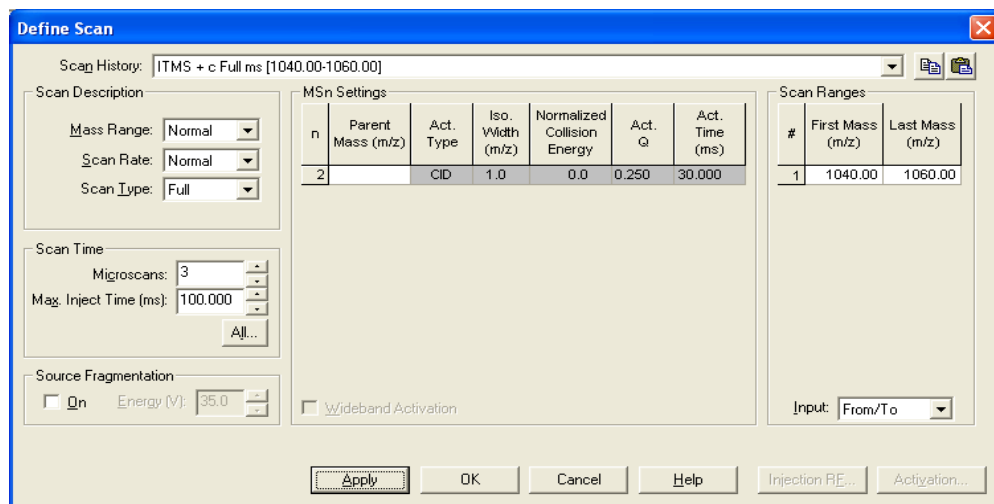 Define Scan
Scan History: ITMS + c Full ms [1040.00-1060.00]
Scan Description
Mass Range: Normal
Scan Rate: Normal
Scan Type: Full
Scan Time
Microscans: 3
Max. Inject Time (ms): 100.000
All...
Source Fragmentation
On Energy (V): 35.0
MSn Settings
n Parent Mass (m/z) Act. Type Iso. Width (m/z) Normalized Collision Energy Act. Q Act. Time (ms)
2 CID 1.0 0.0 0.250 30.000
Wideband Activation
Scan Ranges
# First Mass (m/z) Last Mass (m/z)
1 1040.00 1060.00
Input: From/To
Apply OK Cancel Help Injection RF... Activation...